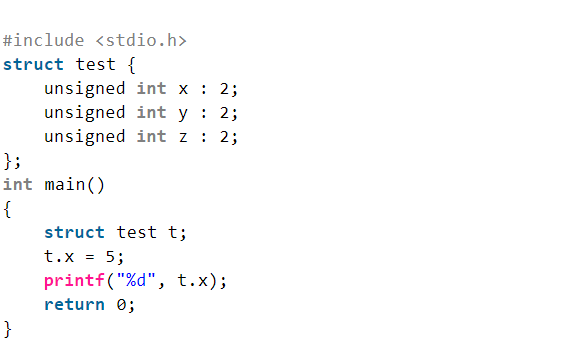 #include <stdio.h>
struct test {
    unsigned int x : 2;
    unsigned int y : 2;
    unsigned int z : 2;
};
int main()
{
    struct test t;
    t.x = 5;
    printf("%d", t.x);
    return 0;
}